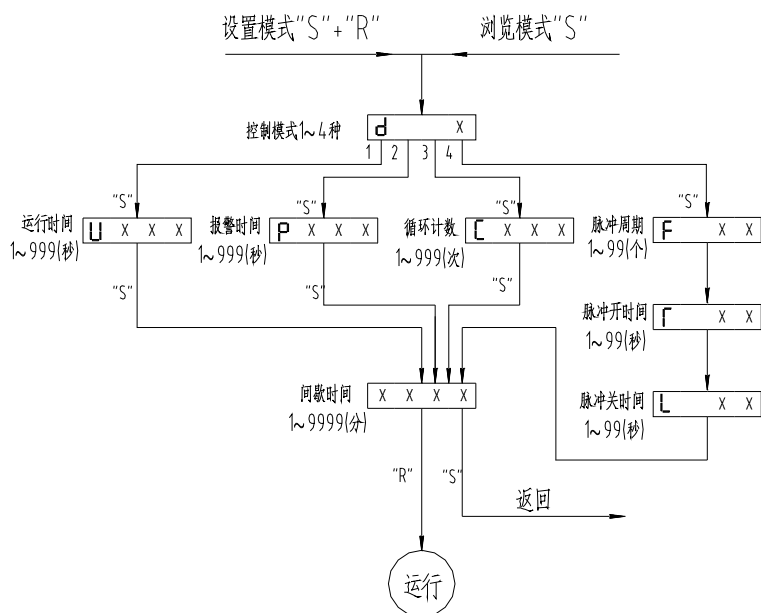 设置模式"S"+"R"
浏览模式"S"
控制模式1~4种
d X
1 2 3 4
"S"
"S"
"S"
"S"
运行时间
1~999(秒)
U X X X
报警时间
1~999(秒)
P X X X
循环计数
1~999(次)
C X X X
脉冲周期
1~99(个)
F X X
"S"
"S"
"S"
脉冲开时间
1~99(秒)
Γ X X
间歇时间
1~9999(分)
X X X X
脉冲关时间
1~99(秒)
L X X
"R"
"S"
返回
运行